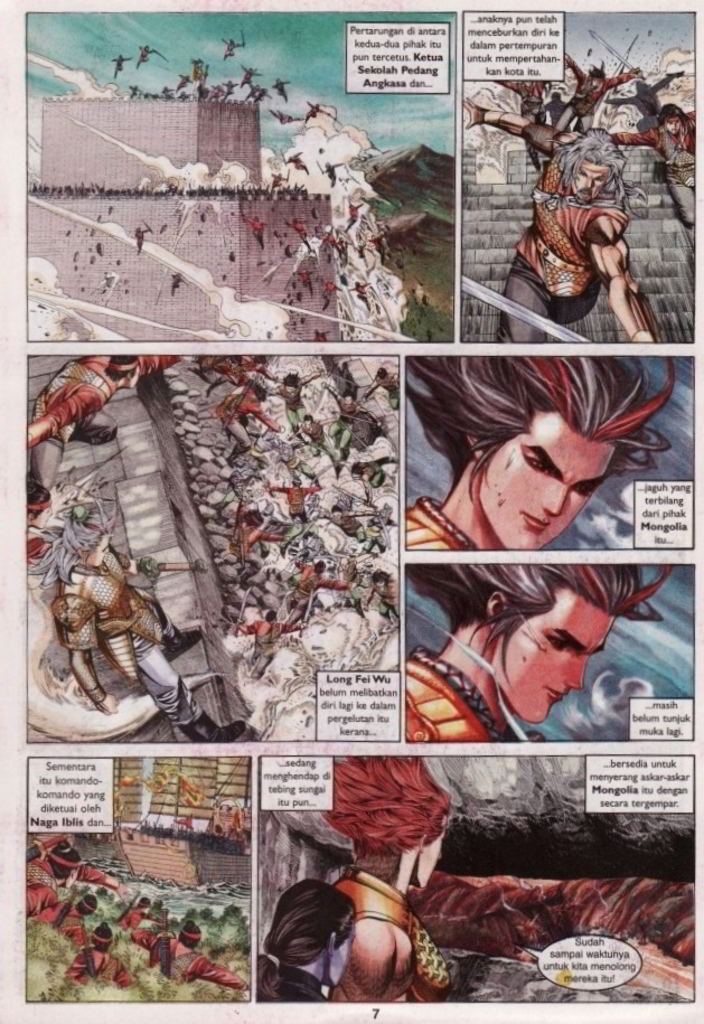 Pertarungan di antara
kedua-dua pihak itu
pun tercetus. Ketua
Sekolah Pedang
Angkasa dan...
...anaknya pun telah
menceburkan diri ke
dalam pertempuran
untuk mempertahan-
kan kota itu.
Long Fei Wu
belum melibatkan
diri lagi ke dalam
pergelutan itu
kerana...
...jaguh yang
terbilang
dari pihak
Mongolia
itu...
...masih
belum tunjuk
muka lagi.
Sementara
itu komando-
komando yang
diketuai oleh
Naga Iblis dan...
...sedang
menghendap di
tebing sungai
itu pun...
...bersedia untuk
menyerang askar-askar
Mongolia itu dengan
secara tergempar.
Sudah
sampai waktunya
untuk kita menolong
mereka itu!
7